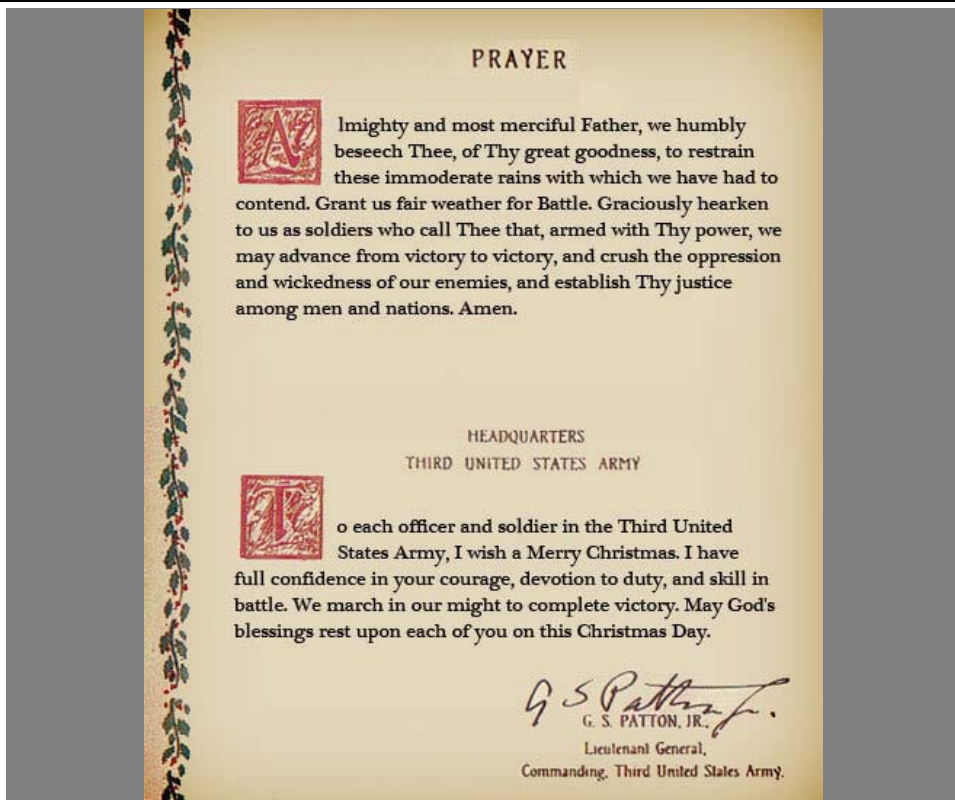 PRAYER
Almighty and most merciful Father, we humbly
beseech Thee, of Thy great goodness, to restrain
these immoderate rains with which we have had to
contend. Grant us fair weather for Battle. Graciously hearken
to us as soldiers who call Thee that, armed with Thy power, we
may advance from victory to victory, and crush the oppression
and wickedness of our enemies, and establish Thy justice
among men and nations. Amen.
HEADQUARTERS
THIRD UNITED STATES ARMY
To each officer and soldier in the Third United
States Army, I wish a Merry Christmas. I have
full confidence in your courage, devotion to duty, and skill in
battle. We march in our might to complete victory. May God's
blessings rest upon each of you on this Christmas Day.
G S Patton Jr.
G. S. PATTON, JR.
Lieutenant General,
Commanding, Third United States Army.